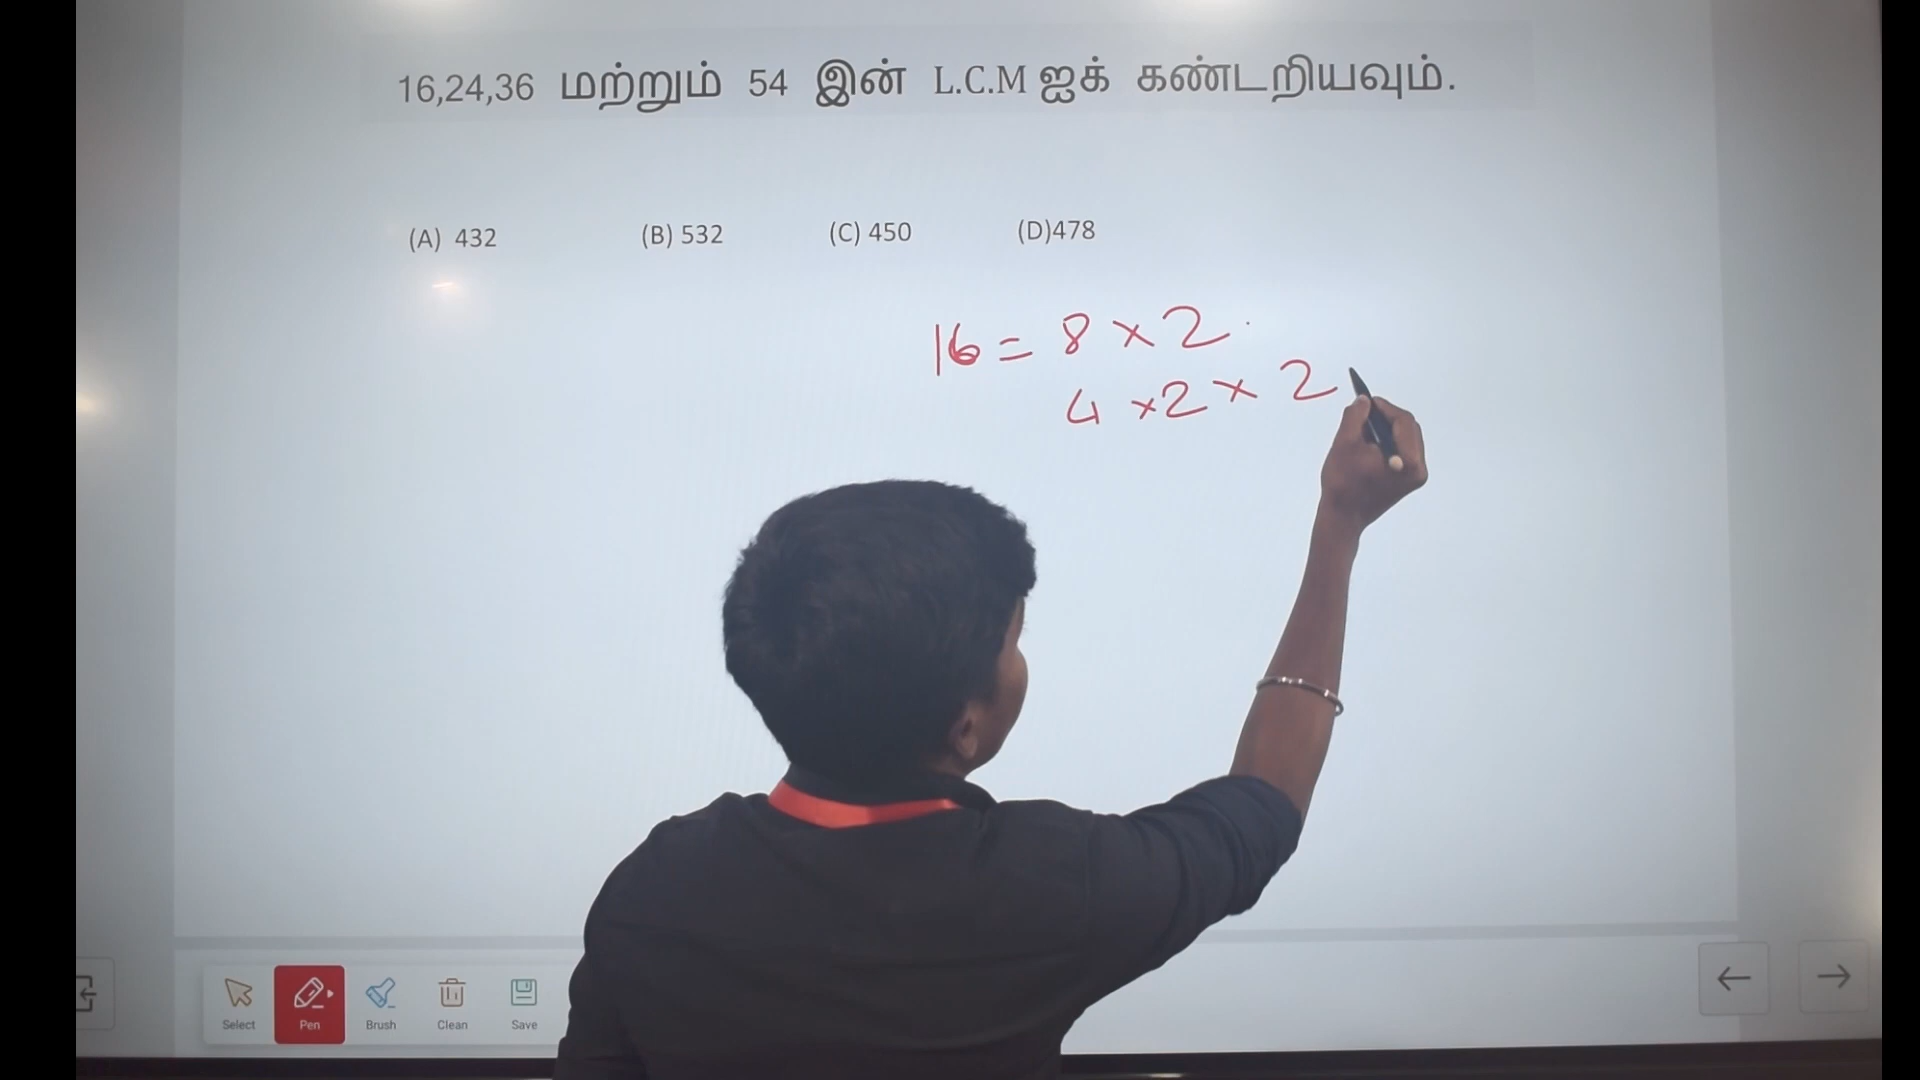 16,24,36 மற்றும் 54 இன் L.C.M ஐக் கண்டறியவும்.
(A) 432 (B) 532 (C) 450 (D)478
16 = 8 × 2
4 × 2 × 2
Select Pen Brush Clean Save